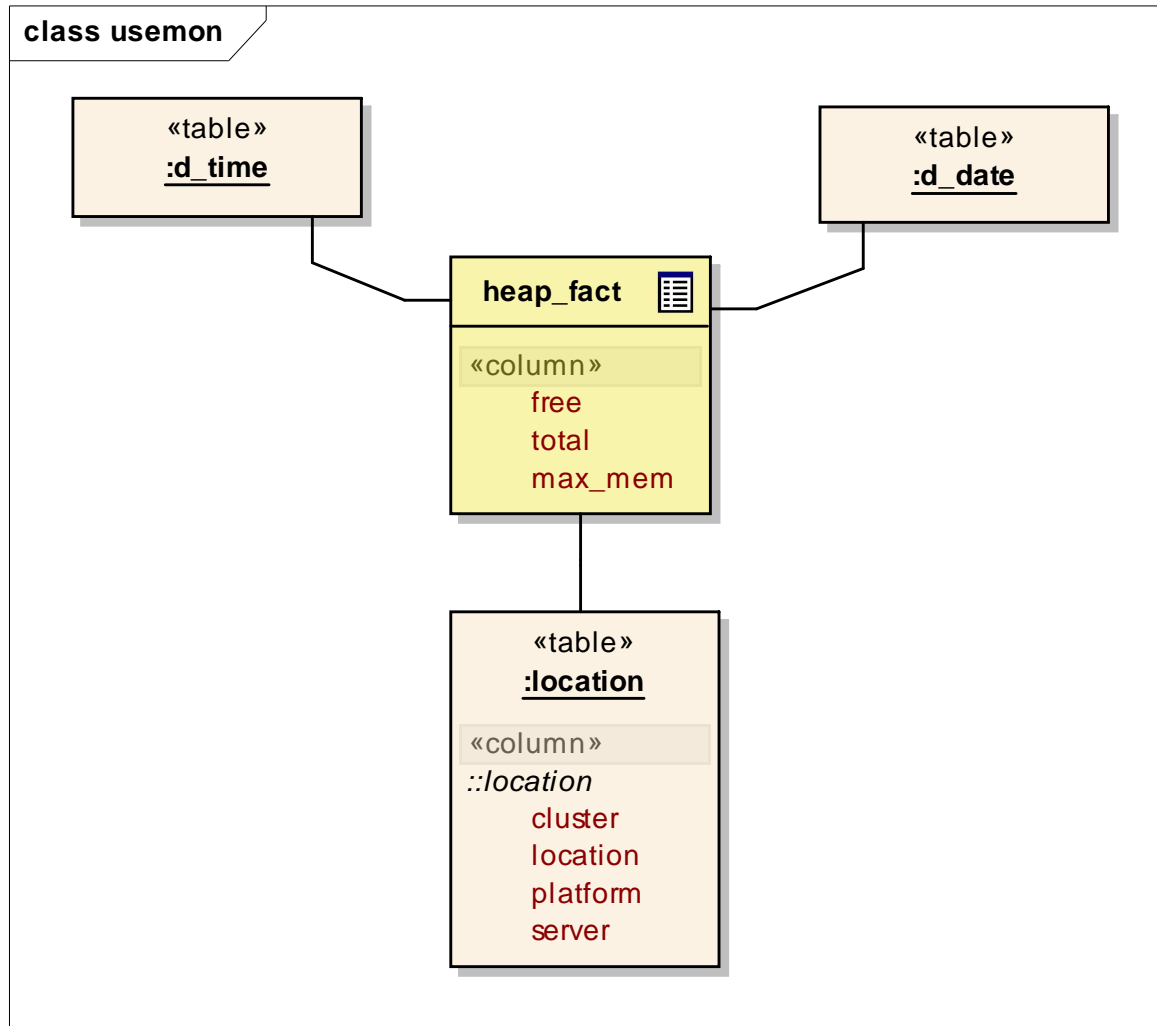 class usemon
«table»
:d_time
«table»
:d_date
heap_fact
«column»
free
total
max_mem
«table»
:location
«column»
::location
cluster
location
platform
server